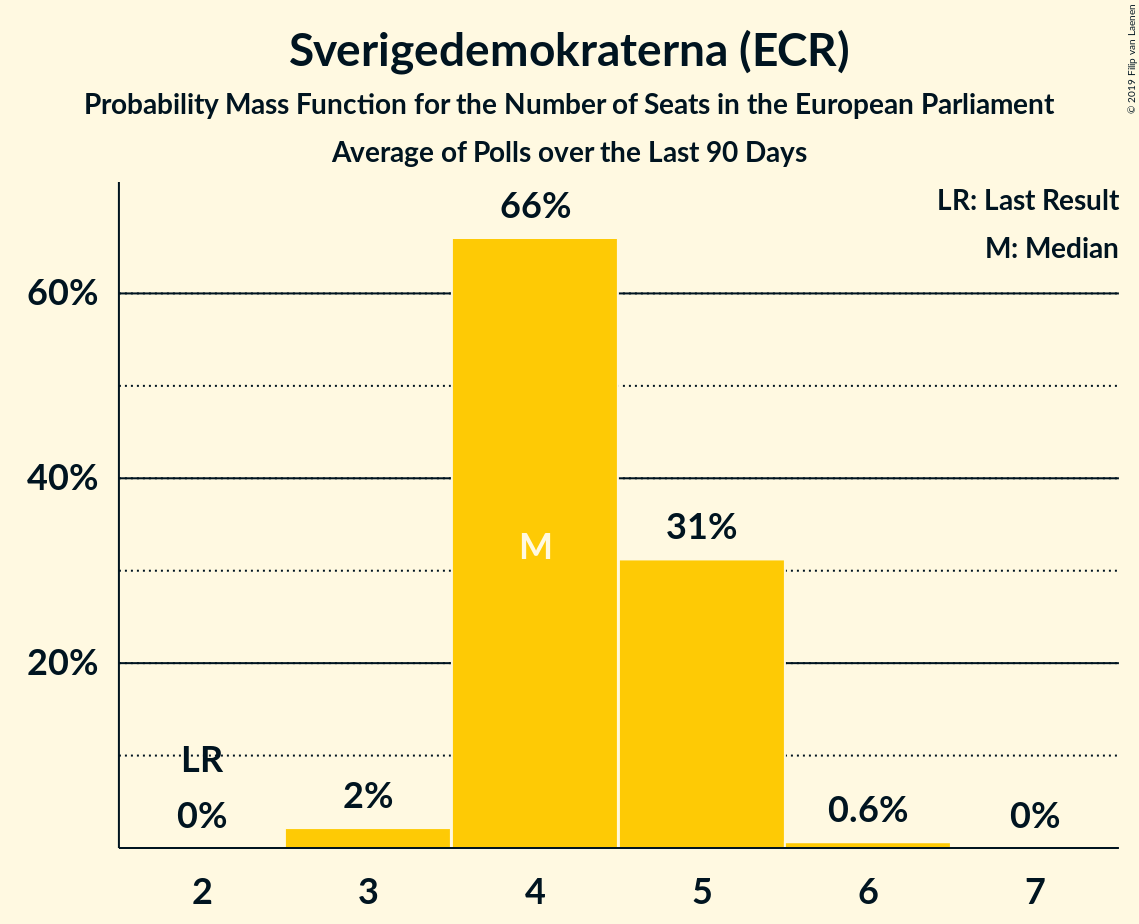 Sverigedemokraterna (ECR)
Probability Mass Function for the Number of Seats in the European Parliament
Average of Polls over the Last 90 Days
© 2019 Filip van Laenen
LR: Last Result
M: Median
60%
40%
20%
LR
0%
2%
66%
M
31%
0.6%
0%
2
3
4
5
6
7